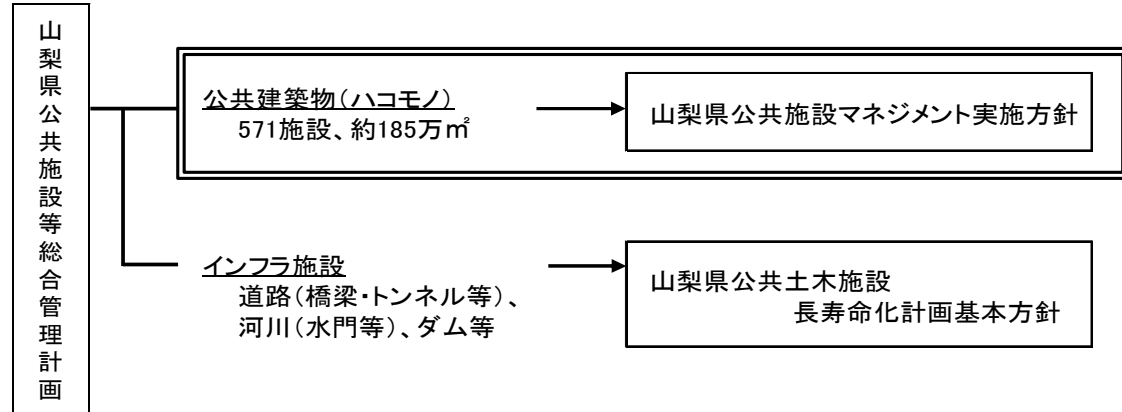 山梨県公共施設等総合管理計画
公共建築物(ハコモノ)
571施設、約185万㎡
山梨県公共施設マネジメント実施方針
インフラ施設
道路(橋梁・トンネル等)、
河川(水門等)、ダム等
山梨県公共土木施設
長寿命化計画基本方針